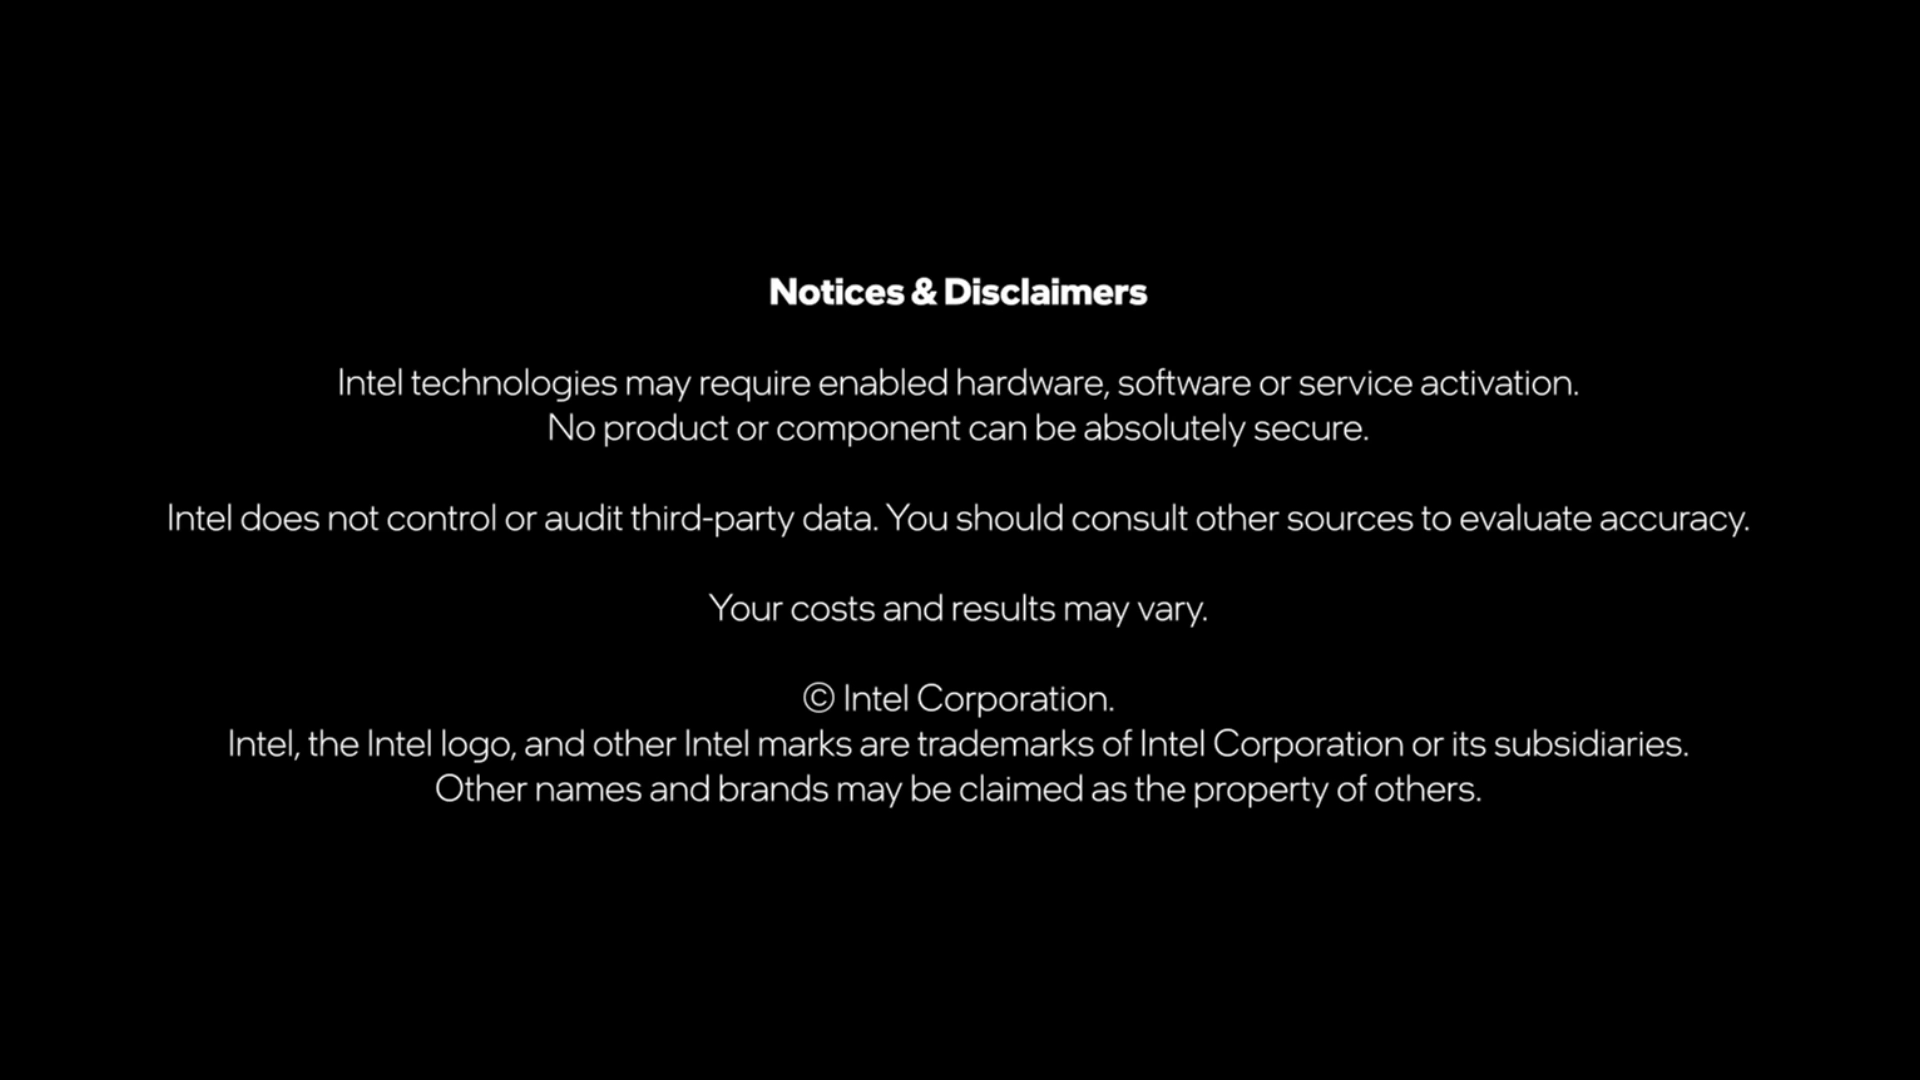 Notices & Disclaimers
Intel technologies may require enabled hardware, software or service activation.
No product or component can be absolutely secure.
Intel does not control or audit third-party data. You should consult other sources to evaluate accuracy.
Your costs and results may vary.
© Intel Corporation.
Intel, the Intel logo, and other Intel marks are trademarks of Intel Corporation or its subsidiaries.
Other names and brands may be claimed as the property of others.